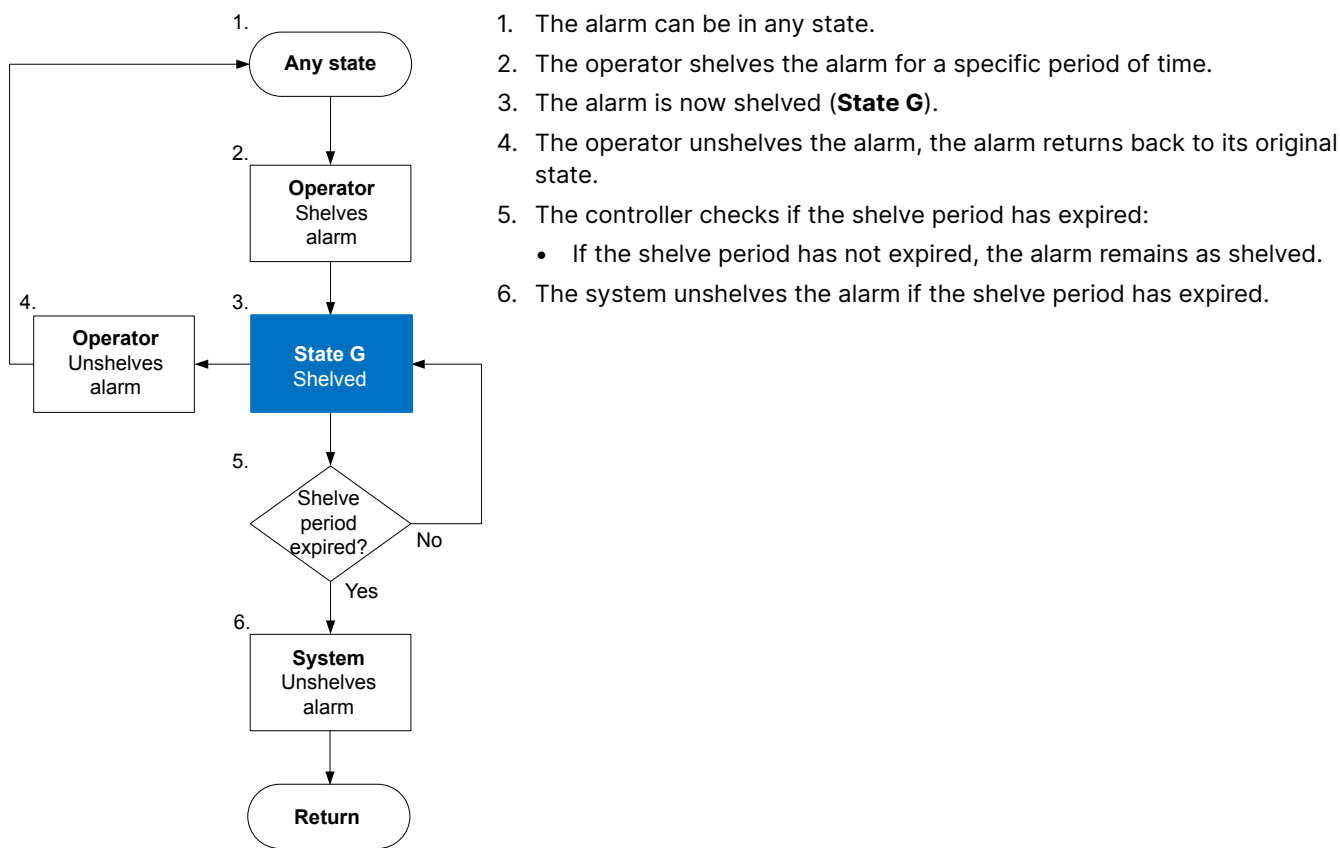 1.
Any state
2.
Operator
Shelves
alarm
4.
Operator
Unshelves
alarm
3.
State G
Shelved
5.
Shelve
period
expired?
No
Yes
6.
System
Unshelves
alarm
Return
1. The alarm can be in any state.
2. The operator shelves the alarm for a specific period of time.
3. The alarm is now shelved (State G).
4. The operator unshelves the alarm, the alarm returns back to its original
state.
5. The controller checks if the shelve period has expired:
• If the shelve period has not expired, the alarm remains as shelved.
6. The system unshelves the alarm if the shelve period has expired.